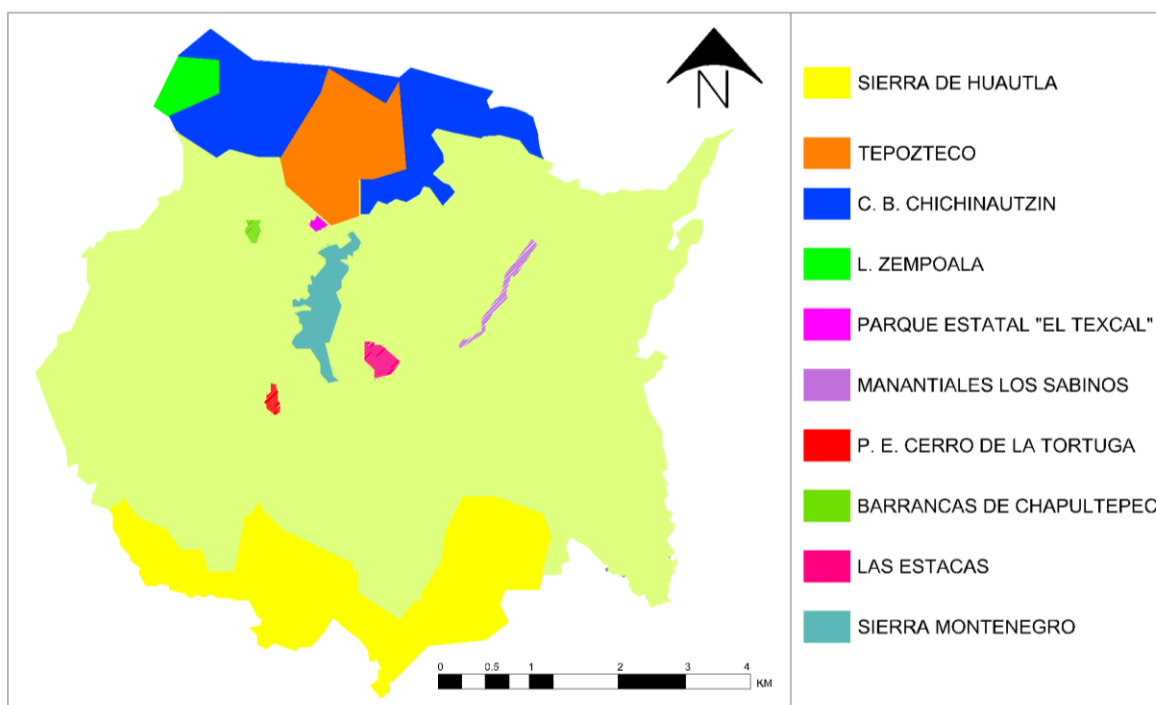 N
SIERRA DE HUAUTLA
TEPOZTECO
C. B. CHICHINAUTZIN
L. ZEMPOALA
PARQUE ESTATAL "EL TEXCAL"
MANANTIALES LOS SABINOS
P. E. CERRO DE LA TORTUGA
BARRANCAS DE CHAPULTEPEC
LAS ESTACAS
SIERRA MONTENEGRO
0 0.5 1 2 3 4
KM